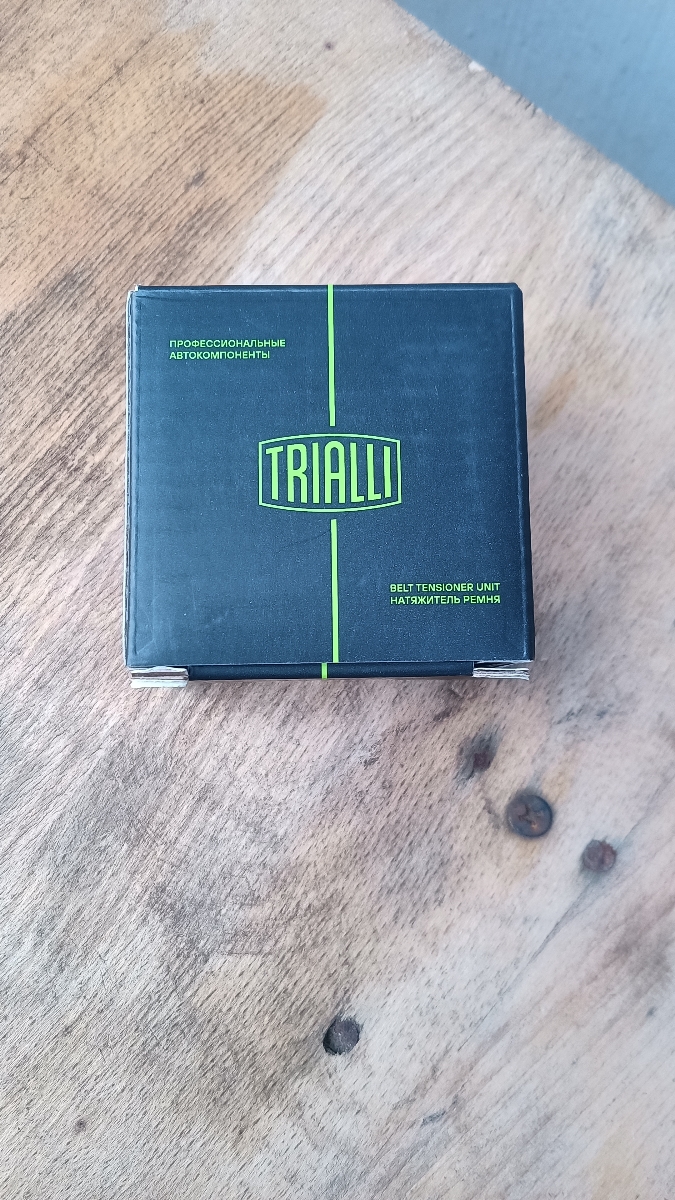 ПРОФЕССИОНАЛЬНЫЕ
АВТОКОМПОНЕНТЫ
TRIALLI
BELT TENSIONER UNIT
НАТЯЖИТЕЛЬ РЕМНЯ